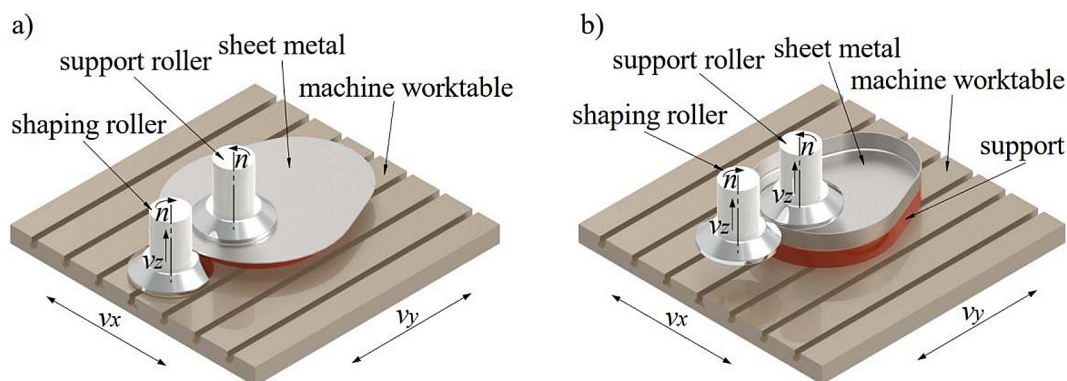 a)
sheet metal
support roller
machine worktable
shaping roller
n
n
vz
vx
vy
b)
sheet metal
support roller
machine worktable
shaping roller
support
n
n
vz
vz
vx
vy